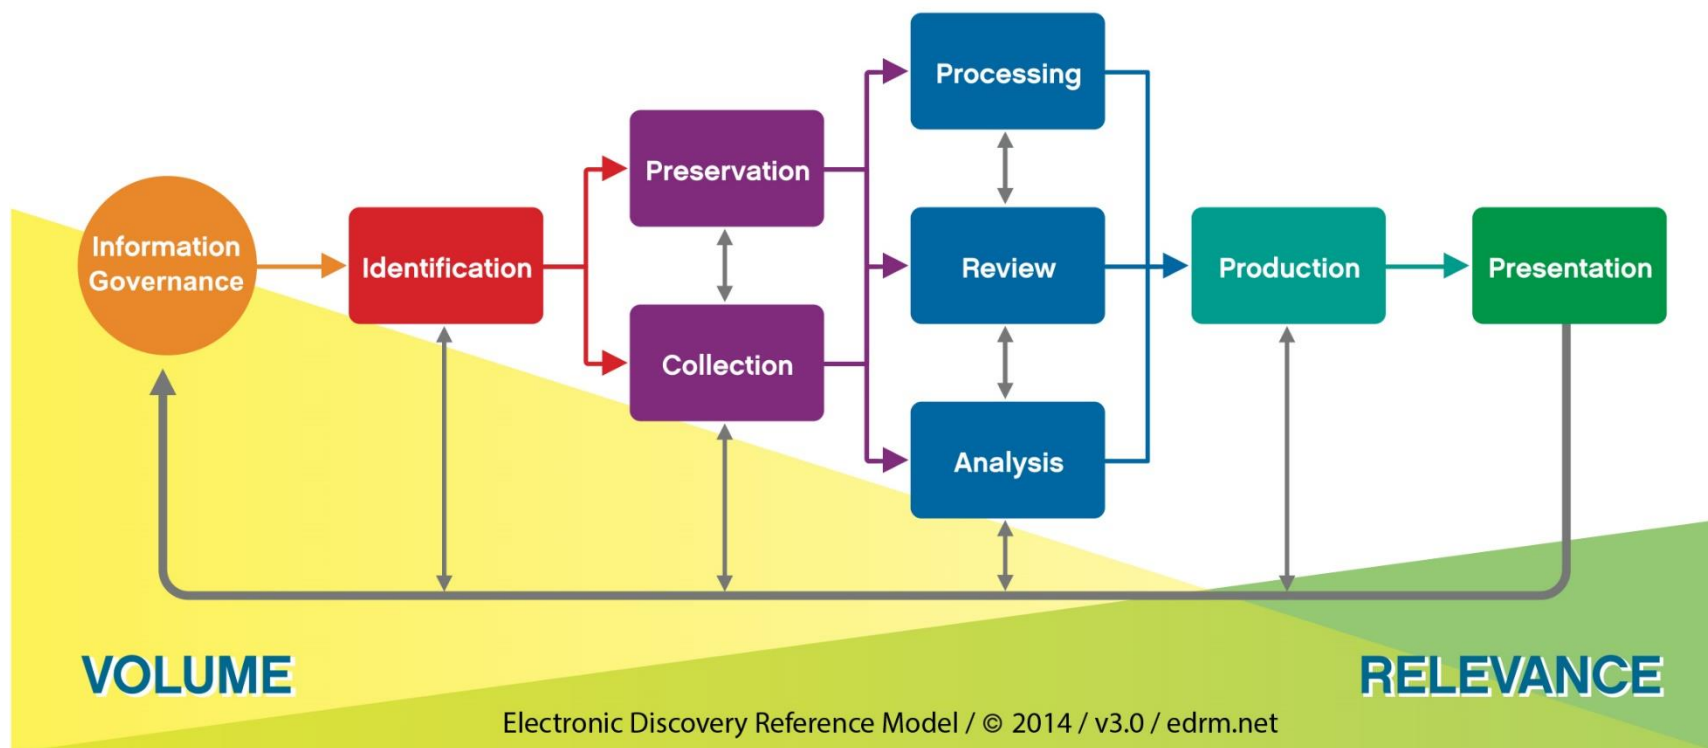 Information
Governance
Identification
Preservation
Collection
Processing
Review
Analysis
Production
Presentation
VOLUME
RELEVANCE
Electronic Discovery Reference Model / © 2014 / v3.0 / edrm.net